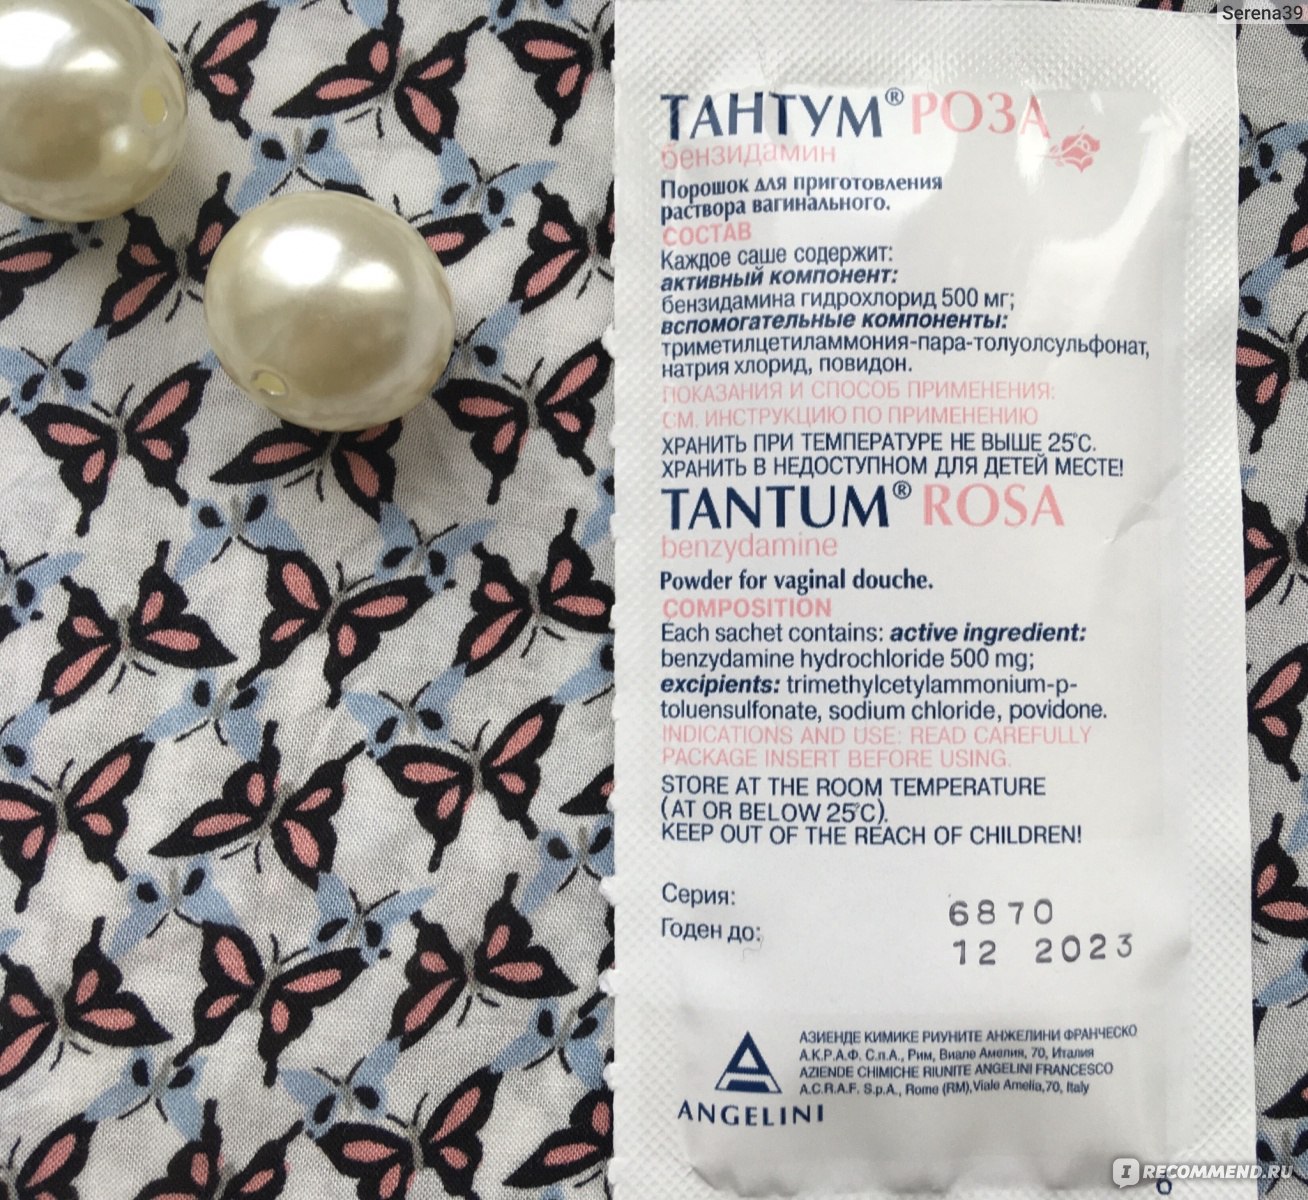 Serena39
ТАНТУМ® РОЗА
бензидамин
Порошок для приготовления
раствора вагинального.
СОСТАВ
Каждое саше содержит:
активный компонент:
бензидамина гидрохлорид 500 мг;
вспомогательные компоненты:
триметилцетиламмония-пара-толуолсульфонат,
натрия хлорид, повидон.
ПОКАЗАНИЯ И СПОСОБ ПРИМЕНЕНИЯ:
СМ. ИНСТРУКЦИЮ ПО ПРИМЕНЕНИЮ
ХРАНИТЬ ПРИ ТЕМПЕРАТУРЕ НЕ ВЫШЕ 25°С.
ХРАНИТЬ В НЕДОСТУПНОМ ДЛЯ ДЕТЕЙ МЕСТЕ!
TANTUM® ROSA
benzydamine
Powder for vaginal douche.
COMPOSITION
Each sachet contains: active ingredient:
benzydamine hydrochloride 500 mg;
excipients: trimethylcetylammonium-p-
toluensulfonate, sodium chloride, povidone.
INDICATIONS AND USE: READ CAREFULLY
PACKAGE INSERT BEFORE USING.
STORE AT THE ROOM TEMPERATURE
(AT OR BELOW 25°C).
KEEP OUT OF THE REACH OF CHILDREN!
Серия: 6870
Годен до: 12 2023
АЗИЕНДЕ КИМИКЕ РИУНИТЕ АНЖЕЛИНИ ФРАНЧЕСКО
А.К.Р.А.Ф. С.п.А., Рим, Виале Амелия, 70, Италия
AZIENDE CHIMICHE RIUNITE ANGELINI FRANCESCO
A.C.R.A.F. S.p.A., Rome (RM), Viale Amelia, 70, Italy
ANGELINI
6
IRECOMMEND.RU